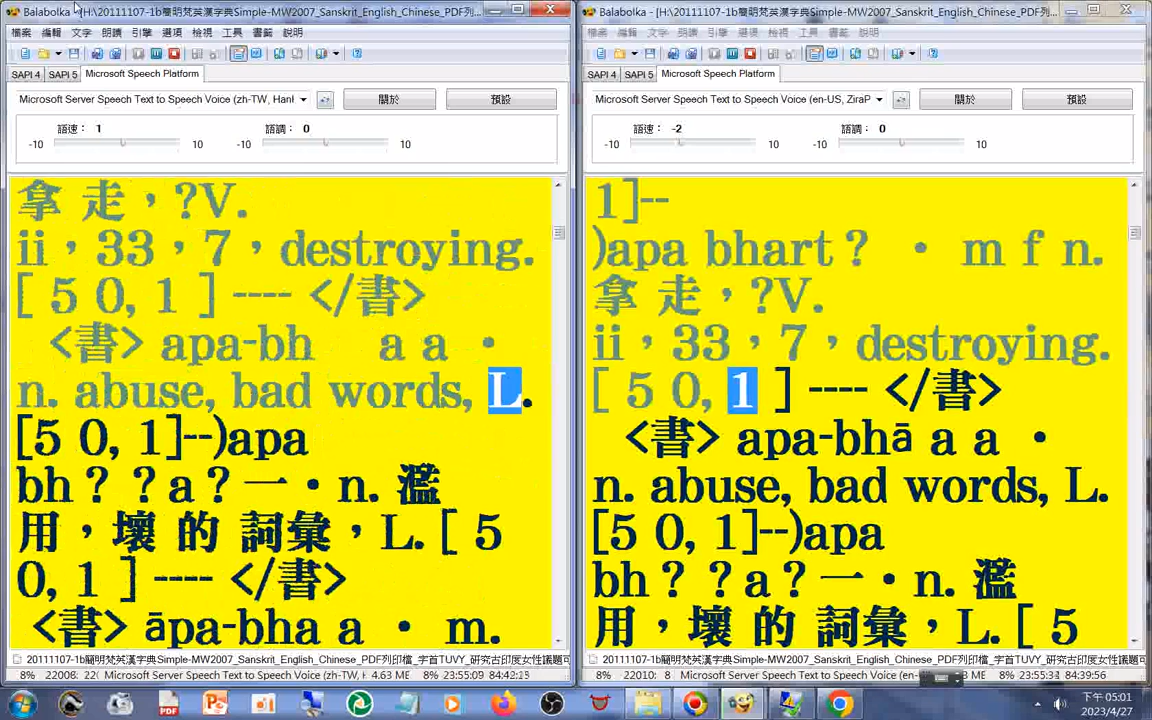 Balabolka - [H:\20111107-1b簡明梵英漢字典Simple-MW2007_Sanskrit_English_Chinese_PDF列印...
檔案 編輯 文字 朗讀 引擎 選項 檢視 工具 書籤 說明
SAPI 4 SAPI 5 Microsoft Speech Platform
Microsoft Server Speech Text to Speech Voice (zh-TW, Hanl 關於 預設
語速： 1 語調： 0
-10 10 -10 10
拿 走，?V.
ii，33，7，destroying.
[ 5 0, 1 ] ---- </書>
<書> apa-bh a a •
n. abuse, bad words, L.
[5 0, 1]--)apa
bh？？a？一•n. 濫
用，壞 的 詞彙，L. [ 5
0, 1 ] ---- </書>
<書> āpa-bha a • m.
20111107-1b簡明梵英漢字典Simple-MW2007_Sanskrit_English_Chinese_PDF列印檔_字首TUVY_研究古印度女性議題可
8% 22006: 22( Microsoft Server Speech Text to Speech Voice (zh-TW, H 4.63 ME 8% 23:55:09 84:42:13
Balabolka - [H:\20111107-1b簡明梵英漢字典Simple-MW2007_Sanskrit_English_Chinese_PDF列印...
檔案 編輯 文字 朗讀 引擎 選項 檢視 工具 書籤 說明
SAPI 4 SAPI 5 Microsoft Speech Platform
Microsoft Server Speech Text to Speech Voice (en-US, ZiraP 關於 預設
語速： -2 語調： 0
-10 10 -10 10
1]--
)apa bhart？ • m f n.
拿 走，?V.
ii，33，7，destroying.
[ 5 0, 1 ] ---- </書>
<書> apa-bhā a a •
n. abuse, bad words, L.
[5 0, 1]--)apa
bh？？a？一•n. 濫
用，壞 的 詞彙，L. [ 5
20111107-1b簡明梵英漢字典Simple-MW2007_Sanskrit_English_Chinese_PDF列印檔_字首TUVY_研究古印度女性議題可
8% 22010: 8 Microsoft Server Speech Text to Speech Voice (en-US, 8% 23:55:3 84:39:56
下午 05:01
2023/4/27